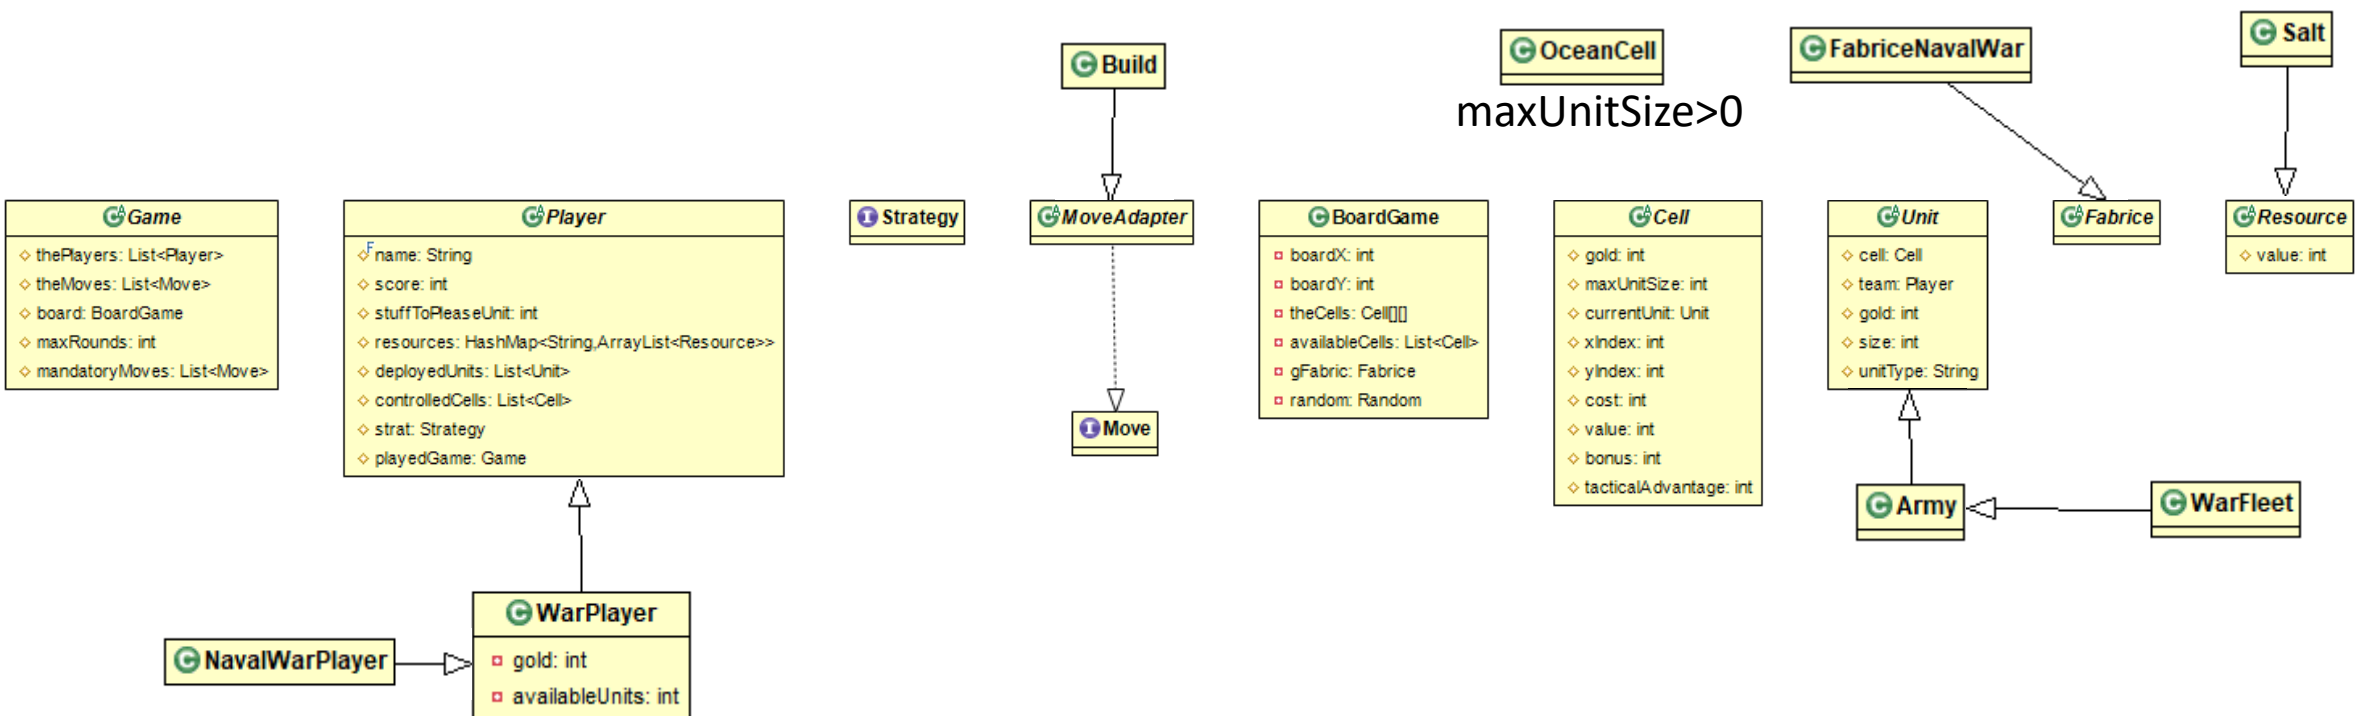 Build
OceanCell
maxUnitSize>0
FabriceNavalWar
Salt
Game
thePlayers: List<Player>
theMoves: List<Move>
board: BoardGame
maxRounds: int
mandatoryMoves: List<Move>
Player
name: String
score: int
stuffToPleaseUnit: int
resources: HashMap<String,ArrayList<Resource>>
deployedUnits: List<Unit>
controlledCells: List<Cell>
strat: Strategy
playedGame: Game
Strategy
MoveAdapter
Move
BoardGame
boardX: int
boardY: int
theCells: Cell[][]
availableCells: List<Cell>
gFabric: Fabrice
random: Random
Cell
gold: int
maxUnitSize: int
currentUnit: Unit
xIndex: int
yIndex: int
cost: int
value: int
bonus: int
tacticalAdvantage: int
Unit
cell: Cell
team: Player
gold: int
size: int
unitType: String
Fabrice
Resource
value: int
Army
WarFleet
NavalWarPlayer
WarPlayer
gold: int
availableUnits: int